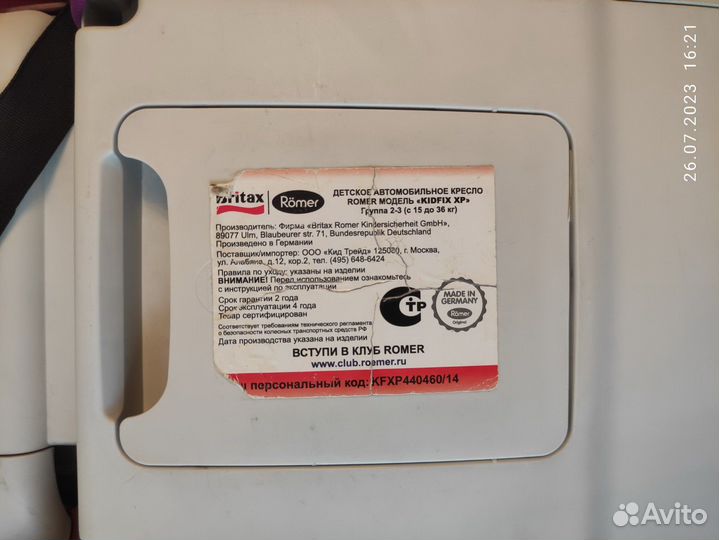 Britax Römer
ДЕТСКОЕ АВТОМОБИЛЬНОЕ КРЕСЛО
ROMER МОДЕЛЬ «KIDFIX XP»
Группа 2-3 (с 15 до 36 кг)
Производитель: Фирма «Britax Romer Kindersicherheit GmbH»,
89077 Ulm, Blaubeurer str. 71, Bundesrepublik Deutschland
Произведено в Германии
Поставщик/импортер: ООО «Кид Трейд» 125080, г. Москва,
ул. Алабяна, д.12, кор.2, тел. (495) 648-6424
Правила по уходу: указаны на изделии
ВНИМАНИЕ! Перед использованием ознакомьтесь
с инструкцией по эксплуатации
Срок гарантии 2 года
Срок эксплуатации 4 года
Товар сертифицирован
Соответствует требованиям технического регламента
о безопасности колесных транспортных средств РФ
Дата производства указана на изделии
СТР
MADE IN
GERMANY
Römer
Original
ВСТУПИ В КЛУБ ROMER
www.club.roemer.ru
персональный код: KFXP440460/14
26.07.2023 16:21
Avito